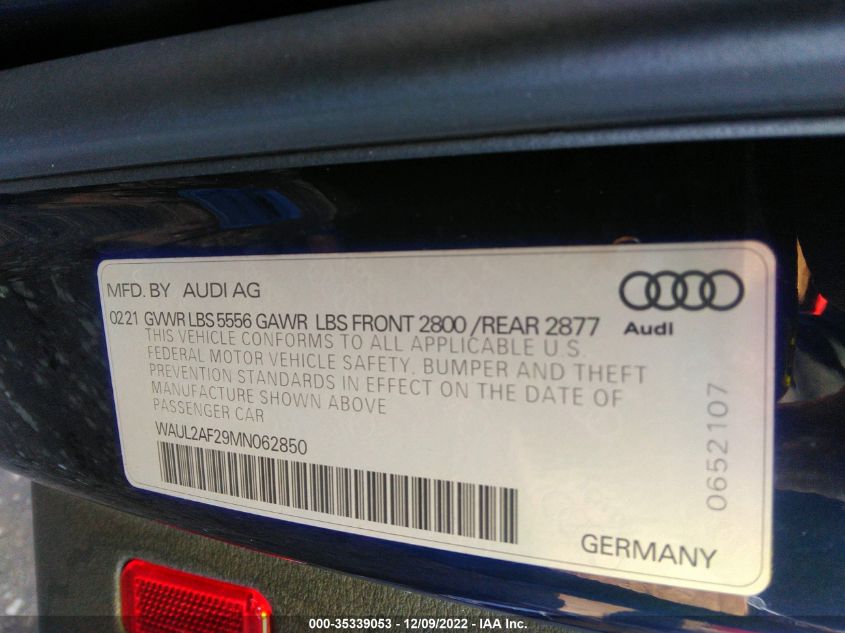 MFD. BY AUDI AG
Audi
02 21 GVWR LBS 5556 GAWR LBS FRONT 2800 /REAR 2877
THIS VEHICLE CONFORMS TO ALL APPLICABLE U.S.
FEDERAL MOTOR VEHICLE SAFETY, BUMPER AND THEFT
PREVENTION STANDARDS IN EFFECT ON THE DATE OF
MANUFACTURE SHOWN ABOVE
PASSENGER CAR
WAUL2AF29MN062850
0652107
GERMANY
000-35339053 - 12/09/2022 - IAA Inc.